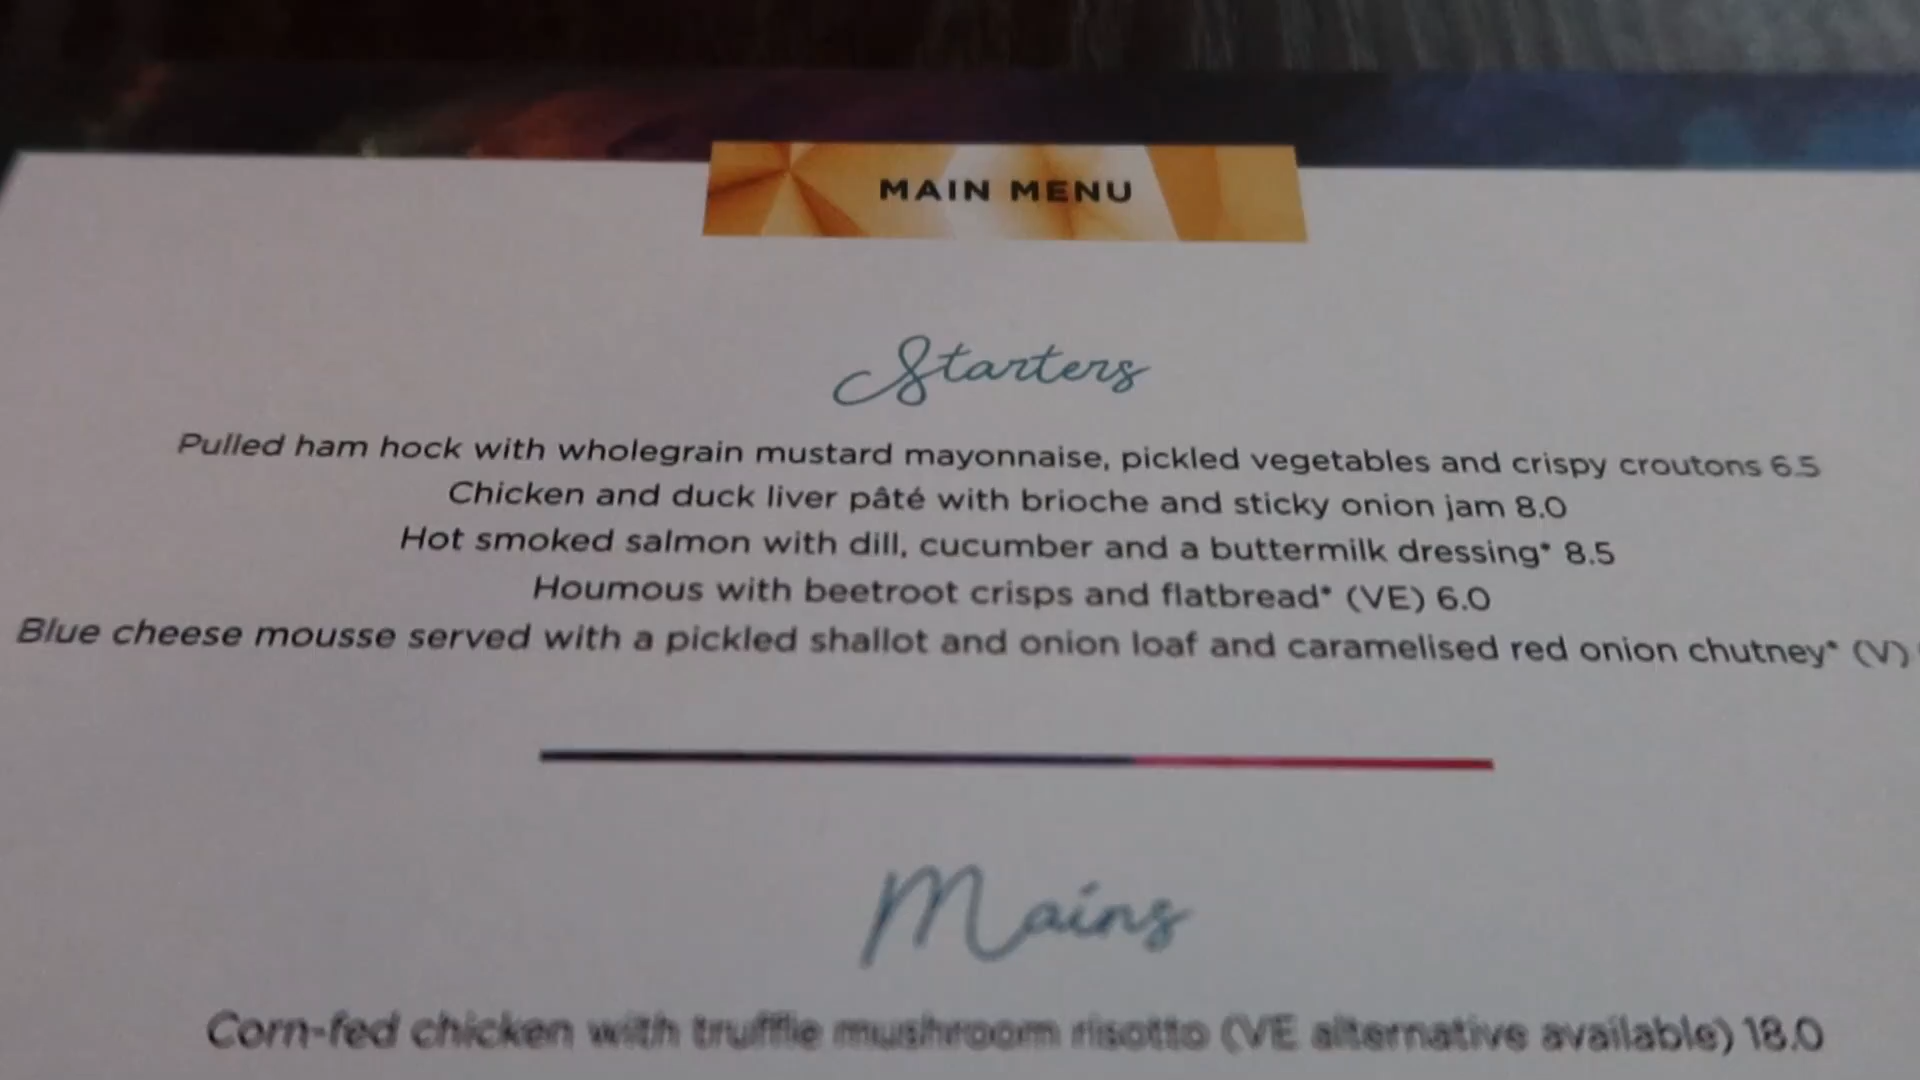 MAIN MENU
Starters
Pulled ham hock with wholegrain mustard mayonnaise, pickled vegetables and crispy croutons 6.5
Chicken and duck liver pâté with brioche and sticky onion jam 8.0
Hot smoked salmon with dill, cucumber and a buttermilk dressing* 8.5
Houmous with beetroot crisps and flatbread* (VE) 6.0
Blue cheese mousse served with a pickled shallot and onion loaf and caramelised red onion chutney* (V)
Mains
Corn-fed chicken with truffle mushroom risotto (VE alternative available) 18.0